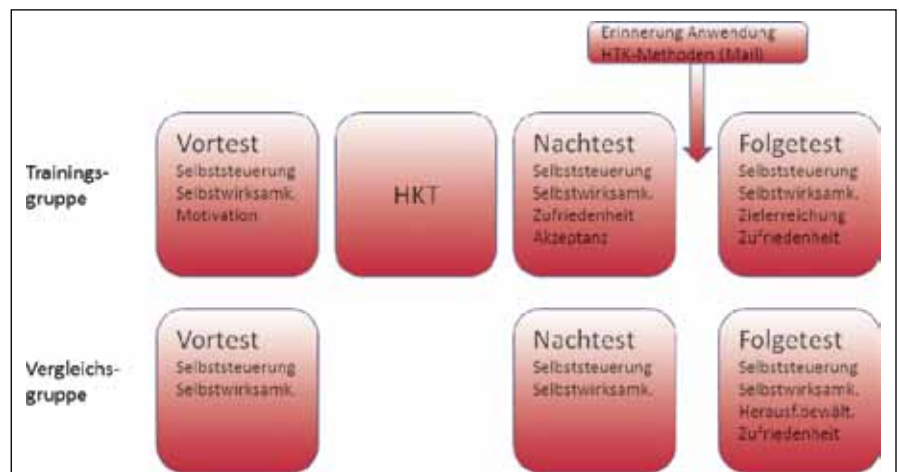 Erinnerung Anwendung
HTK-Methoden (Mail)
Trainings-
gruppe
Vortest
Selbststeuerung
Selbstwirksamk.
Motivation
HKT
Nachtest
Selbststeuerung
Selbstwirksamk.
Zufriedenheit
Akzeptanz
Folgetest
Selbststeuerung
Selbstwirksamk.
Zielerreichung
Zufriedenheit
Vergleichs-
gruppe
Vortest
Selbststeuerung
Selbstwirksamk.
Nachtest
Selbststeuerung
Selbstwirksamk.
Folgetest
Selbststeuerung
Selbstwirksamk.
Herausf.bewält.
Zufriedenheit